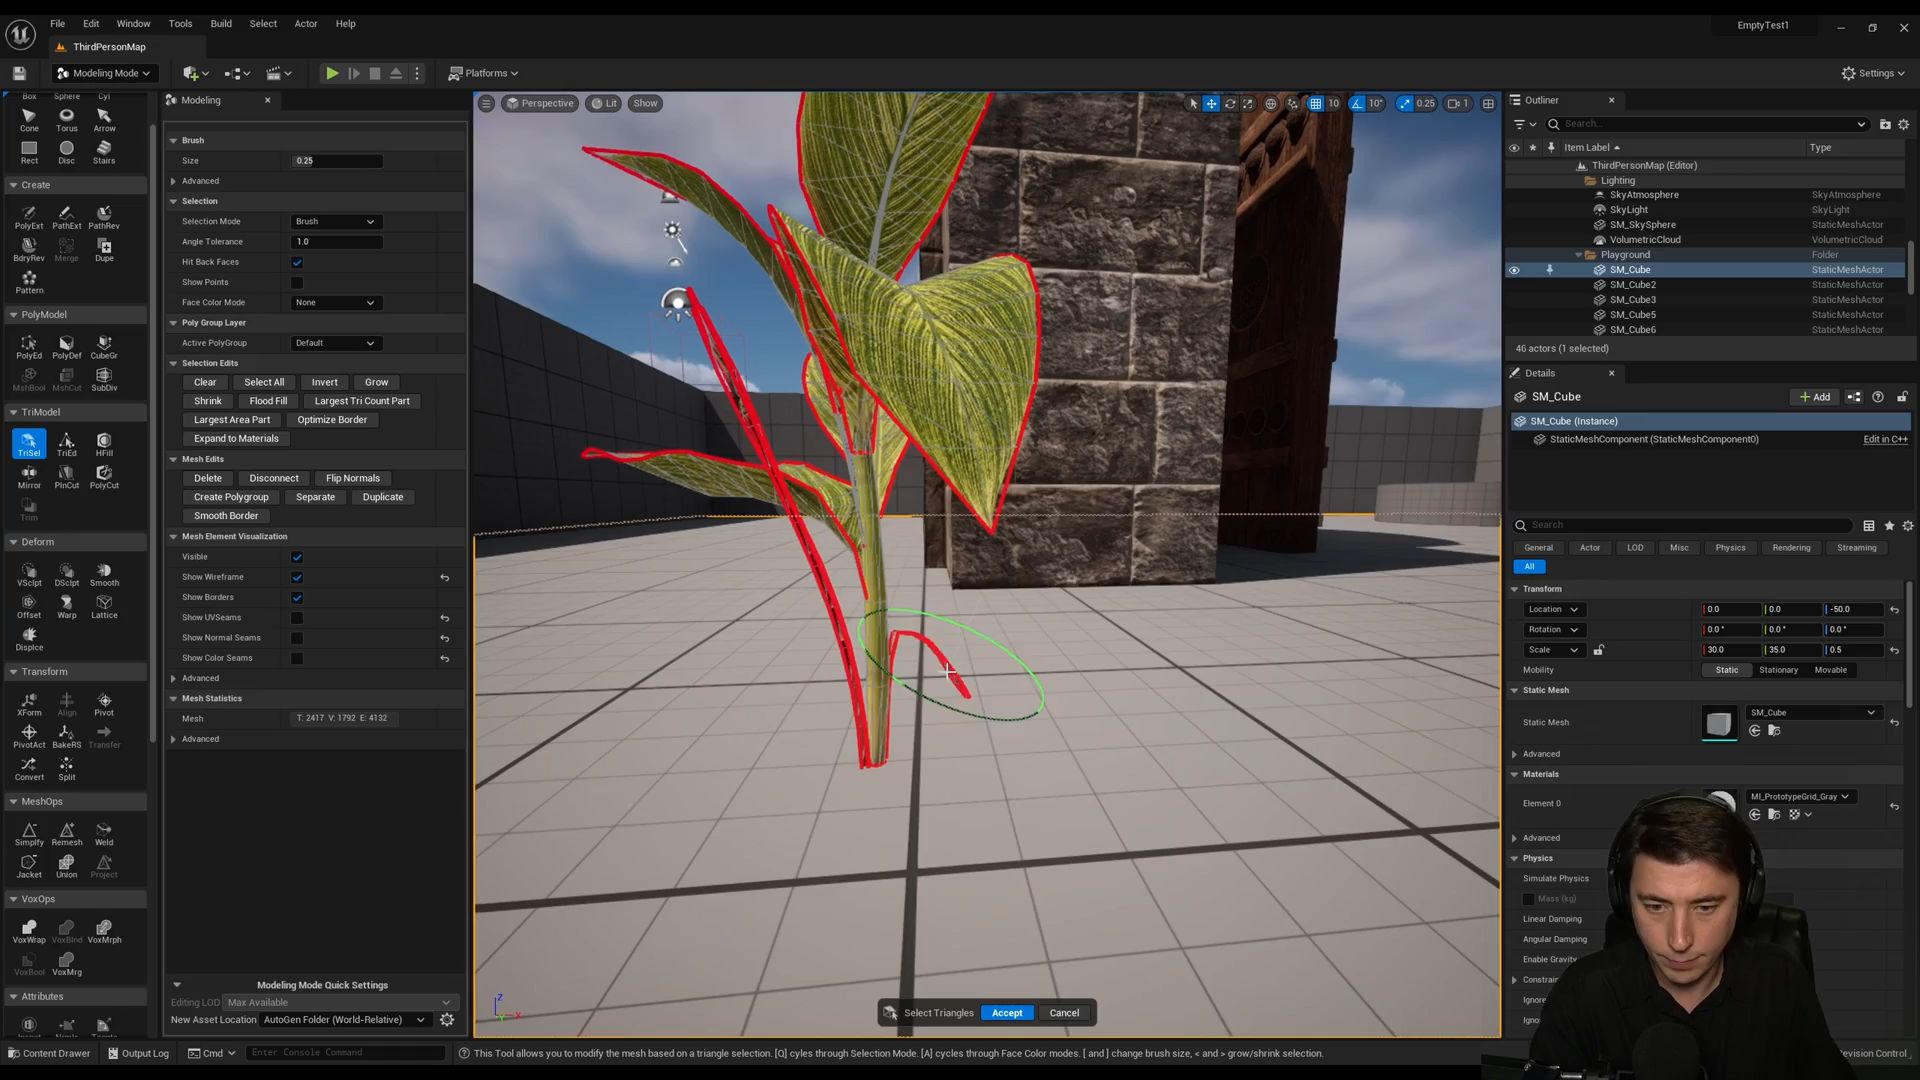 File Edit Window Tools Build Select Actor Help
EmptyTest1
ThirdPersonMap
Modeling Mode
Platforms
Settings
Box Sphere Cyl
Cone Torus Arrow
Rect Disc Stairs
Create
PolyExt PathExt PathRev
BdryRev Merge Dupe
Pattern
PolyModel
PolyEd PolyDef CubeGr
MshBool MshCut SubDiv
TriModel
TriSel TriEd HFill
Mirror PlnCut PolyCut
Trim
Deform
VSclpt DSclpt Smooth
Offset Warp Lattice
Displce
Transform
XForm Align Pivot
PivotAct BakeRS Transfer
Convert Split
MeshOps
Simplfy Remesh Weld
Jacket Union Project
VoxOps
VoxWrap VoxBlnd VoxMrph
VoxBool VoxMrg
Attributes
Modeling
Brush
Size 0.25
Advanced
Selection
Selection Mode Brush
Angle Tolerance 1.0
Hit Back Faces
Show Points
Face Color Mode None
Poly Group Layer
Active PolyGroup Default
Selection Edits
Clear Select All Invert Grow
Shrink Flood Fill Largest Tri Count Part
Largest Area Part Optimize Border
Expand to Materials
Mesh Edits
Delete Disconnect Flip Normals
Create Polygroup Separate Duplicate
Smooth Border
Mesh Element Visualization
Visible
Show Wireframe
Show Borders
Show UVSeams
Show Normal Seams
Show Color Seams
Advanced
Mesh Statistics
Mesh T: 2417 V: 1792 E: 4132
Advanced
Modeling Mode Quick Settings
Editing LOD Max Available
New Asset Location AutoGen Folder (World-Relative)
Perspective Lit Show
10 10° 0.25 1
Z
X
Select Triangles Accept Cancel
Outliner
Search...
Item Label Type
ThirdPersonMap (Editor)
Lighting
SkyAtmosphere SkyAtmosphere
SkyLight SkyLight
SM_SkySphere StaticMeshActor
VolumetricCloud VolumetricCloud
Playground Folder
SM_Cube StaticMeshActor
SM_Cube2 StaticMeshActor
SM_Cube3 StaticMeshActor
SM_Cube5 StaticMeshActor
SM_Cube6 StaticMeshActor
46 actors (1 selected)
Details
SM_Cube
Add
SM_Cube (Instance)
StaticMeshComponent (StaticMeshComponent0) Edit in C++
Search
General Actor LOD Misc Physics Rendering Streaming
All
Transform
Location 0.0 0.0 -50.0
Rotation 0.0 ° 0.0 ° 0.0 °
Scale 30.0 35.0 0.5
Mobility Static Stationary Movable
Static Mesh
Static Mesh SM_Cube
Advanced
Materials
Element 0 MI_PrototypeGrid_Gray
Advanced
Physics
Simulate Physics
Mass (kg)
Linear Damping
Angular Damping
Enable Gravity
Constrai
Ignore
Igno
Content Drawer Output Log Cmd Enter Console Command
This Tool allows you to modify the mesh based on a triangle selection. [Q] cyles through Selection Mode. [A] cycles through Face Color modes. [ and ] change brush size, < and > grow/shrink selection.
Revision Control